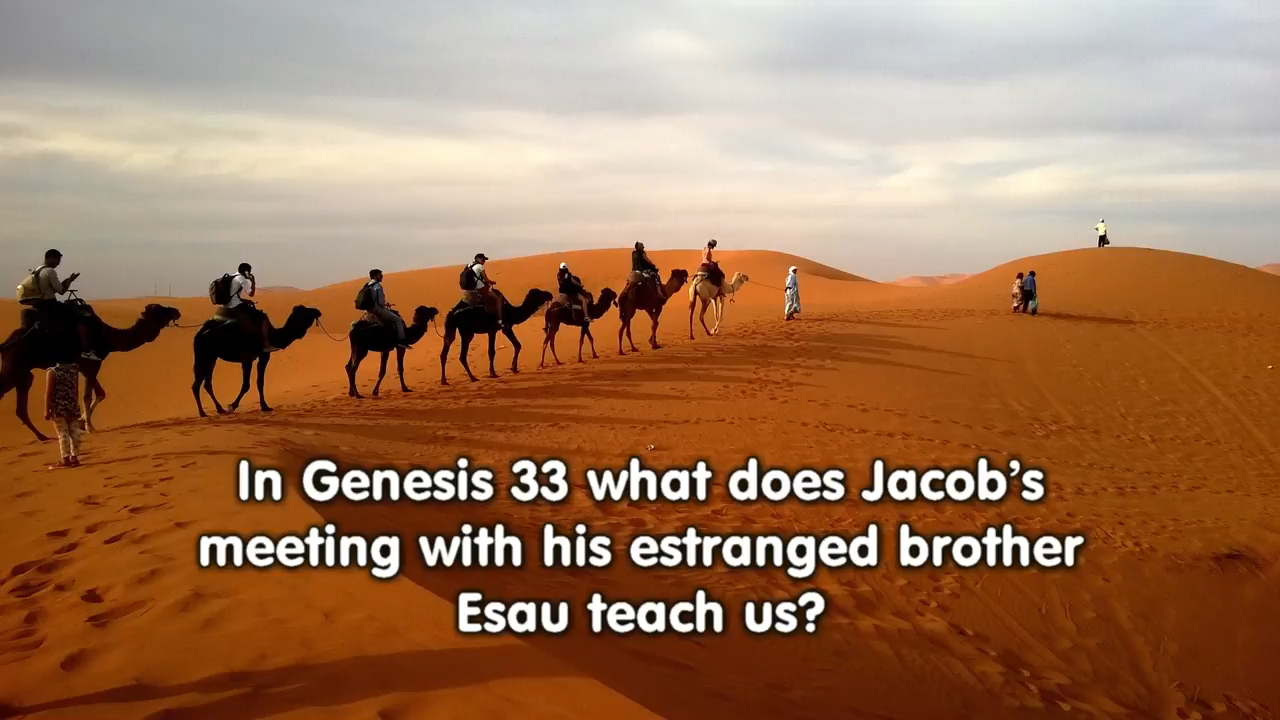 In Genesis 33 what does Jacob’s
meeting with his estranged brother
Esau teach us?